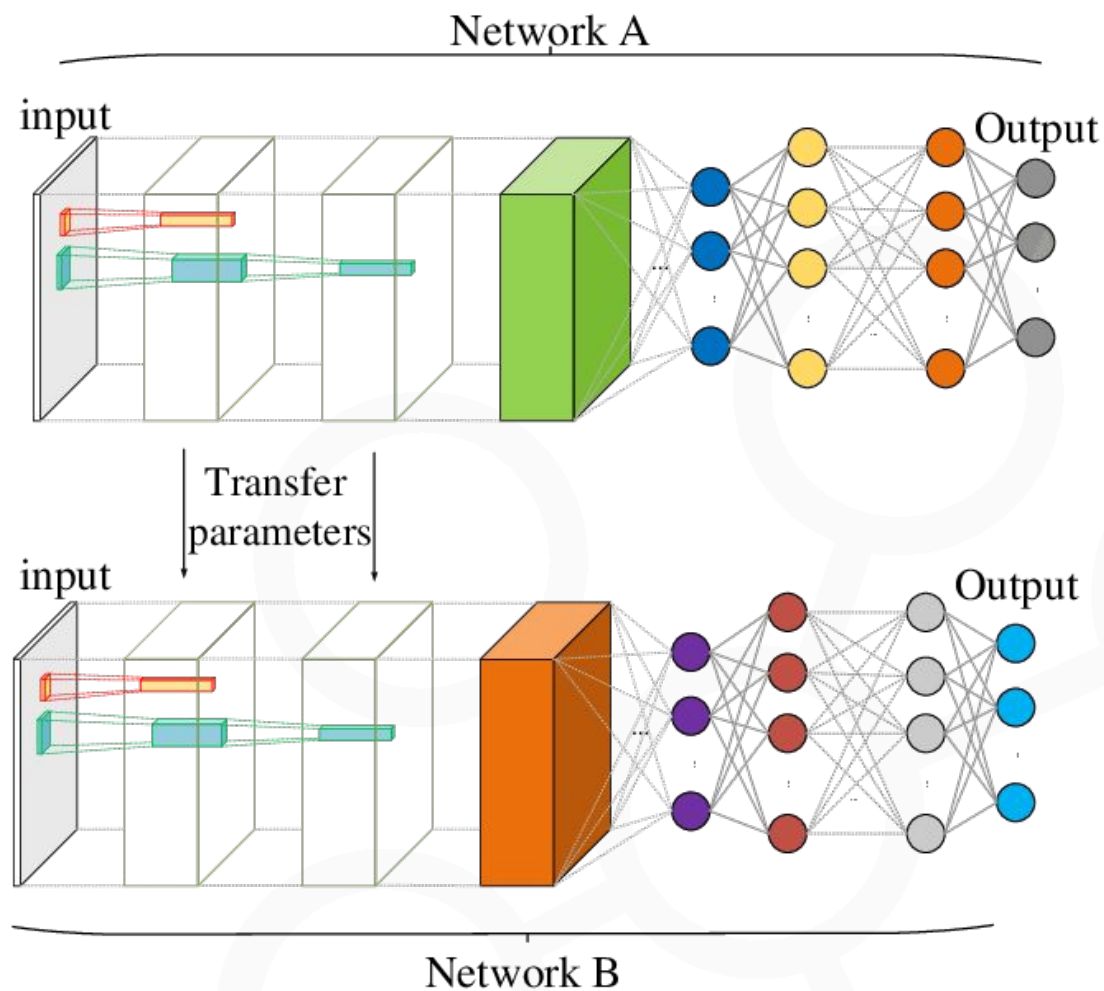 Network A
input
Output
...
Transfer
parameters
input
Output
...
Network B